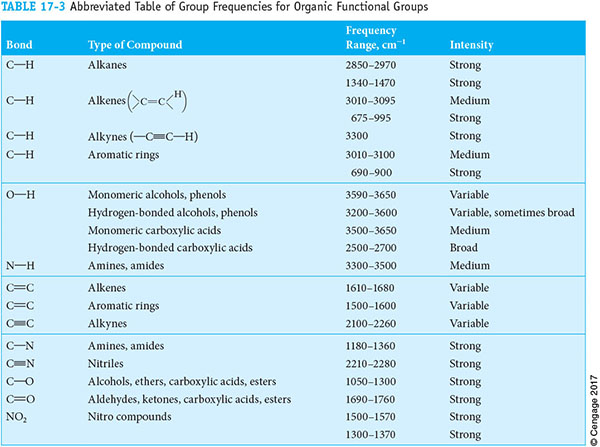 TABLE 17-3 Abbreviated Table of Group Frequencies for Organic Functional Groups
Bond Type of Compound Frequency Range, cm⁻¹ Intensity
C—H Alkanes 2850–2970 Strong
1340–1470 Strong
C—H Alkenes (>C=C<H) 3010–3095 Medium
675–995 Strong
C—H Alkynes (—C≡C—H) 3300 Strong
C—H Aromatic rings 3010–3100 Medium
690–900 Strong
O—H Monomeric alcohols, phenols 3590–3650 Variable
Hydrogen-bonded alcohols, phenols 3200–3600 Variable, sometimes broad
Monomeric carboxylic acids 3500–3650 Medium
Hydrogen-bonded carboxylic acids 2500–2700 Broad
N—H Amines, amides 3300–3500 Medium
C=C Alkenes 1610–1680 Variable
C=C Aromatic rings 1500–1600 Variable
C≡C Alkynes 2100–2260 Variable
C—N Amines, amides 1180–1360 Strong
C≡N Nitriles 2210–2280 Strong
C—O Alcohols, ethers, carboxylic acids, esters 1050–1300 Strong
C=O Aldehydes, ketones, carboxylic acids, esters 1690–1760 Strong
NO₂ Nitro compounds 1500–1570 Strong
1300–1370 Strong
© Cengage 2017